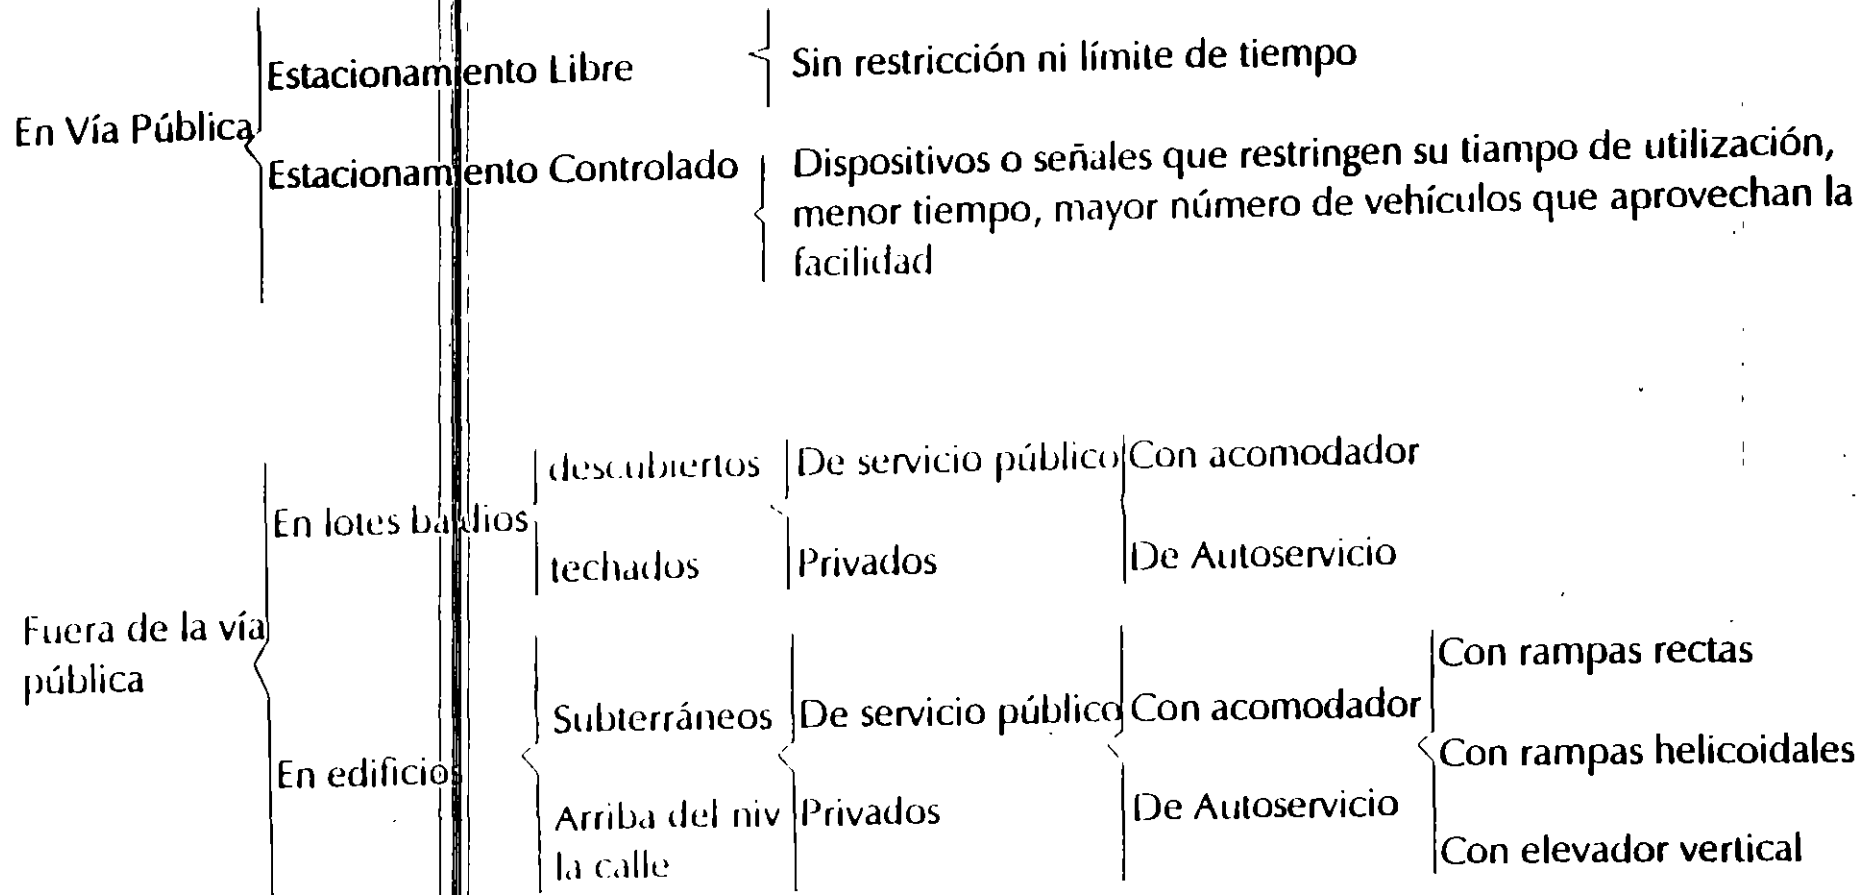 En Vía Pública
Estacionamiento Libre
Sin restricción ni límite de tiempo
Estacionamiento Controlado
Dispositivos o señales que restringen su tiampo de utilización,
menor tiempo, mayor número de vehículos que aprovechan la
facilidad
Fuera de la vía
pública
En lotes baldios
descubiertos
techados
De servicio público
Privados
Con acomodador
De Autoservicio
En edificios
Subterráneos
Arriba del niv
la calle
De servicio público
Privados
Con acomodador
De Autoservicio
Con rampas rectas
Con rampas helicoidales
Con elevador vertical